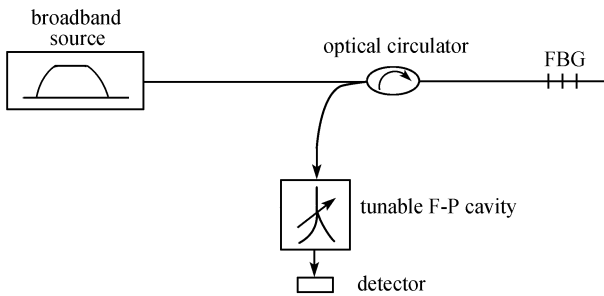 broadband
source
optical circulator
FBG
tunable F-P cavity
detector